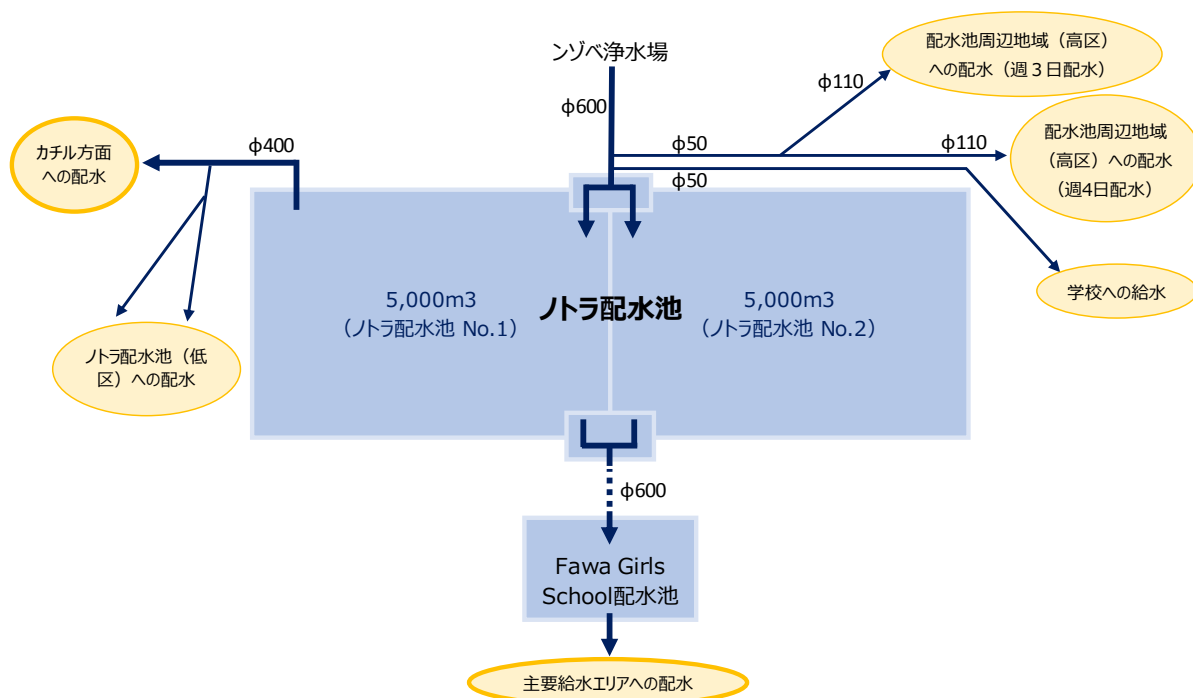 ンゾベ浄水場
φ600
配水池周辺地域（高区）
への配水（週３日配水）
φ110
φ50
φ110
配水池周辺地域
（高区）への配水
（週4日配水）
φ50
学校への給水
カチル方面
への配水
φ400
ノトラ配水池（低
区）への配水
5,000m3
（ノトラ配水池 No.1）
ノトラ配水池
5,000m3
（ノトラ配水池 No.2）
φ600
Fawa Girls
School配水池
主要給水エリアへの配水